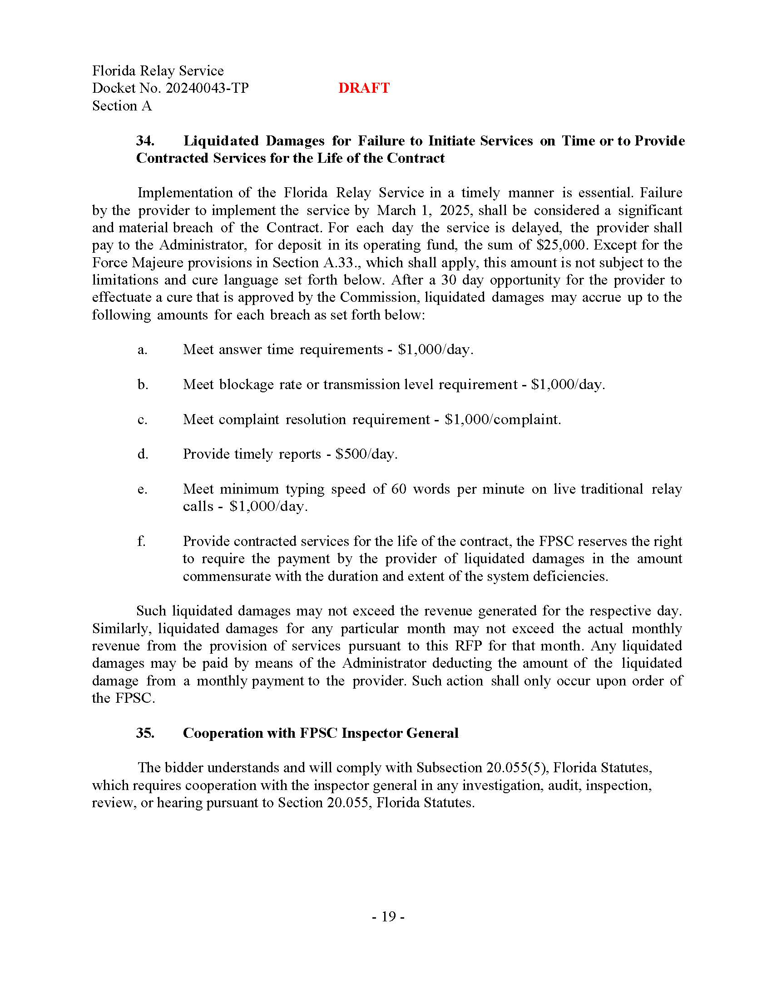 Florida Relay Service
Docket No. 20240043-TP DRAFT
Section A
34. Liquidated Damages for Failure to Initiate Services on Time or to Provide
Contracted Services for the Life of the Contract
Implementation of the Florida Relay Service in a timely manner is essential. Failure
by the provider to implement the service by March 1, 2025, shall be considered a significant
and material breach of the Contract. For each day the service is delayed, the provider shall
pay to the Administrator, for deposit in its operating fund, the sum of $25,000. Except for the
Force Majeure provisions in Section A.33., which shall apply, this amount is not subject to the
limitations and cure language set forth below. After a 30 day opportunity for the provider to
effectuate a cure that is approved by the Commission, liquidated damages may accrue up to the
following amounts for each breach as set forth below:
a. Meet answer time requirements - $1,000/day.
b. Meet blockage rate or transmission level requirement - $1,000/day.
c. Meet complaint resolution requirement - $1,000/complaint.
d. Provide timely reports - $500/day.
e. Meet minimum typing speed of 60 words per minute on live traditional relay
calls - $1,000/day.
f. Provide contracted services for the life of the contract, the FPSC reserves the right
to require the payment by the provider of liquidated damages in the amount
commensurate with the duration and extent of the system deficiencies.
Such liquidated damages may not exceed the revenue generated for the respective day.
Similarly, liquidated damages for any particular month may not exceed the actual monthly
revenue from the provision of services pursuant to this RFP for that month. Any liquidated
damages may be paid by means of the Administrator deducting the amount of the liquidated
damage from a monthly payment to the provider. Such action shall only occur upon order of
the FPSC.
35. Cooperation with FPSC Inspector General
The bidder understands and will comply with Subsection 20.055(5), Florida Statutes,
which requires cooperation with the inspector general in any investigation, audit, inspection,
review, or hearing pursuant to Section 20.055, Florida Statutes.
- 19 -